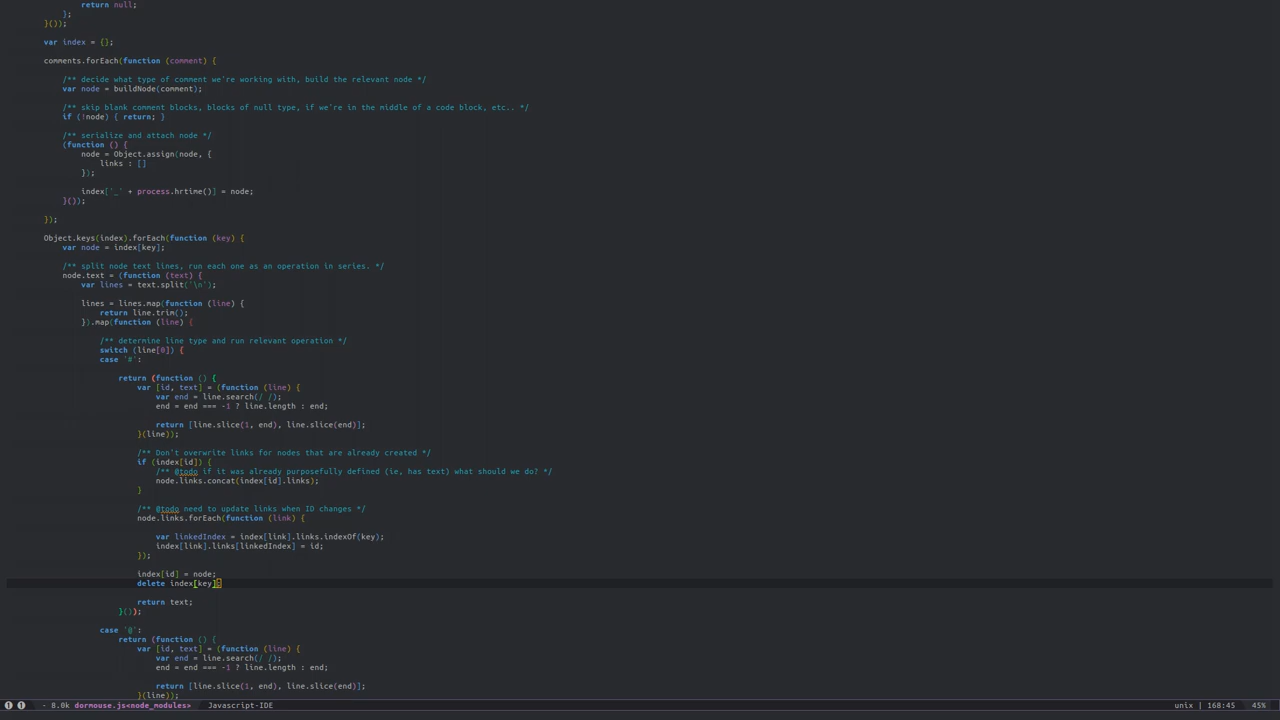 return null;
};
}());
var index = {};
comments.forEach(function (comment) {
/** decide what type of comment we're working with, build the relevant node */
var node = buildNode(comment);
/** skip blank comment blocks, blocks of null type, if we're in the middle of a code block, etc.. */
if (!node) { return; }
/** serialize and attach node */
(function () {
node = Object.assign(node, {
links : []
});
index['_' + process.hrtime()] = node;
}());
});
Object.keys(index).forEach(function (key) {
var node = index[key];
/** split node text lines, run each one as an operation in series. */
node.text = (function (text) {
var lines = text.split('\n');
lines = lines.map(function (line) {
return line.trim();
}).map(function (line) {
/** determine line type and run relevant operation */
switch (line[0]) {
case '#':
return (function () {
var [id, text] = (function (line) {
var end = line.search(/ /);
end = end === -1 ? line.length : end;
return [line.slice(1, end), line.slice(end)];
}(line));
/** Don't overwrite links for nodes that are already created */
if (index[id]) {
/** @todo if it was already purposefully defined (ie, has text) what should we do? */
node.links.concat(index[id].links);
}
/** @todo need to update links when ID changes */
node.links.forEach(function (link) {
var linkedIndex = index[link].links.indexOf(key);
index[link].links[linkedIndex] = id;
});
index[id] = node;
delete index[key];
return text;
}());
case '@':
return (function () {
var [id, text] = (function (line) {
var end = line.search(/ /);
end = end === -1 ? line.length : end;
return [line.slice(1, end), line.slice(end)];
}(line));
- 8.0k dormouse.js<node_modules> Javascript-IDE unix | 168:45 45%